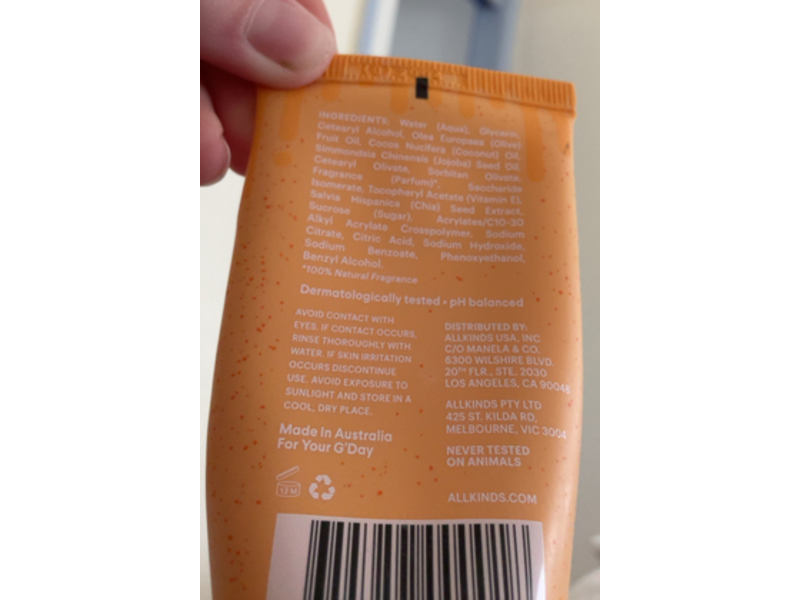 INGREDIENTS: Water (Aqua), Glycerin,
Cetearyl Alcohol, Olea Europaea (Olive)
Fruit Oil, Cocos Nucifera (Coconut) Oil,
Simmondsia Chinensis (Jojoba) Seed Oil,
Cetearyl Olivate, Sorbitan Olivate,
Fragrance (Parfum)*, Saccharide
Isomerate, Tocopheryl Acetate (Vitamin E),
Salvia Hispanica (Chia) Seed Extract,
Sucrose (Sugar), Acrylates/C10-30
Alkyl Acrylate Crosspolymer, Sodium
Citrate, Citric Acid, Sodium Hydroxide,
Sodium Benzoate, Phenoxyethanol,
Benzyl Alcohol.
*100% Natural Fragrance
Dermatologically tested • pH balanced
AVOID CONTACT WITH
EYES. IF CONTACT OCCURS,
RINSE THOROUGHLY WITH
WATER. IF SKIN IRRITATION
OCCURS DISCONTINUE
USE. AVOID EXPOSURE TO
SUNLIGHT AND STORE IN A
COOL, DRY PLACE.
Made In Australia
For Your G'Day
12 M
DISTRIBUTED BY:
ALLKINDS USA, INC
C/O MANELA & CO.
6300 WILSHIRE BLVD.
20TH FLR., STE. 2030
LOS ANGELES, CA 90048
ALLKINDS PTY LTD
425 ST. KILDA RD,
MELBOURNE, VIC 3004
NEVER TESTED
ON ANIMALS
ALLKINDS.COM